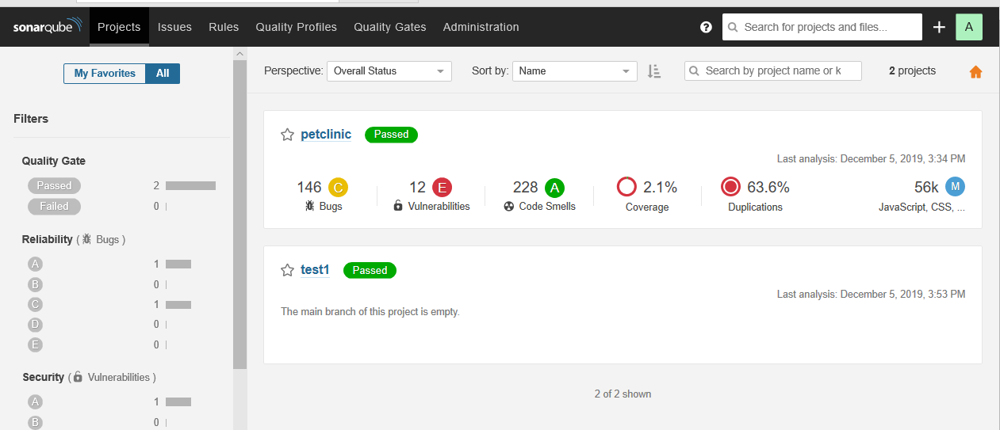 sonarqube Projects Issues Rules Quality Profiles Quality Gates Administration ? Search for projects and files... + A
My Favorites All
Perspective: Overall Status Sort by: Name Search by project name or k 2 projects
Filters
Quality Gate
Passed 2
Failed 0
Reliability ( Bugs )
A 1
B 0
C 1
D 0
E 0
Security ( Vulnerabilities )
A 1
B 0
petclinic Passed
Last analysis: December 5, 2019, 3:34 PM
146 C 12 E 228 A 2.1% 63.6% 56k M
Bugs Vulnerabilities Code Smells Coverage Duplications JavaScript, CSS, ...
test1 Passed
Last analysis: December 5, 2019, 3:53 PM
The main branch of this project is empty.
2 of 2 shown